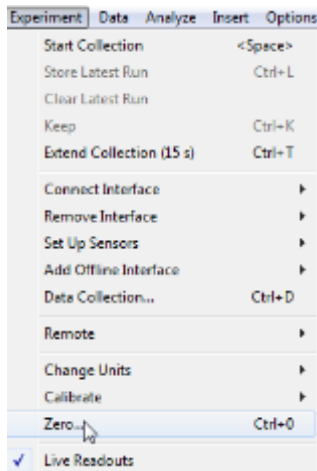 Experiment Data Analyze Insert Options
Start Collection <Space>
Store Latest Run Ctrl+L
Clear Latest Run
Keep Ctrl+K
Extend Collection (15 s) Ctrl+T
Connect Interface
Remove Interface
Set Up Sensors
Add Offline Interface
Data Collection... Ctrl+D
Remote
Change Units
Calibrate
Zero... Ctrl+0
Live Readouts